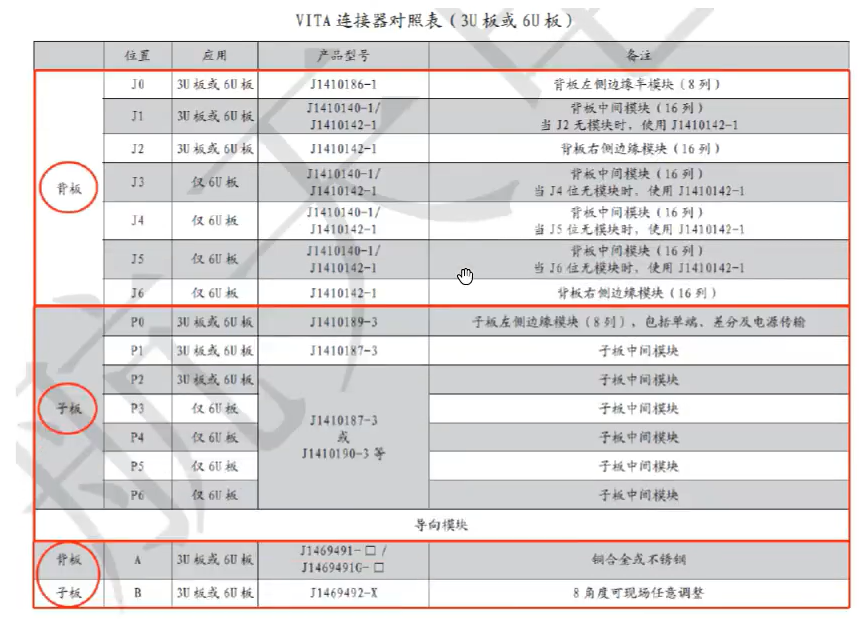 VITA 连接器对照表（3U 板或 6U 板）
位置 应用 产品型号 备注
背板
J0 3U 板或 6U 板 J1410186-1 背板左侧边缘半模块（8 列）
J1 3U 板或 6U 板 J1410140-1/ 背板中间模块（16 列）
J1410142-1 当 J2 无模块时，使用 J1410142-1
J2 3U 板或 6U 板 J1410142-1 背板右侧边缘模块（16 列）
J3 仅 6U 板 J1410140-1/ 背板中间模块（16 列）
J1410142-1 当 J4 位无模块时，使用 J1410142-1
J4 仅 6U 板 J1410140-1/ 背板中间模块（16 列）
J1410142-1 当 J5 位无模块时，使用 J1410142-1
J5 仅 6U 板 J1410140-1/ 背板中间模块（16 列）
J1410142-1 当 J6 位无模块时，使用 J1410142-1
J6 仅 6U 板 J1410142-1 背板右侧边缘模块（16 列）
子板
P0 3U 板或 6U 板 J1410189-3 子板左侧边缘模块（8 列），包括单端、差分及电源传输
P1 3U 板或 6U 板 J1410187-3 子板中间模块
P2 3U 板或 6U 板 子板中间模块
P3 仅 6U 板 子板中间模块
J1410187-3
P4 仅 6U 板 或 子板中间模块
J1410190-3 等
P5 仅 6U 板 子板中间模块
P6 仅 6U 板 子板中间模块
导向模块
背板 A 3U 板或 6U 板 J1469491-□ / 铜合金或不锈钢
J1469491G-□
子板 B 3U 板或 6U 板 J1469492-X 8 角度可现场任意调整